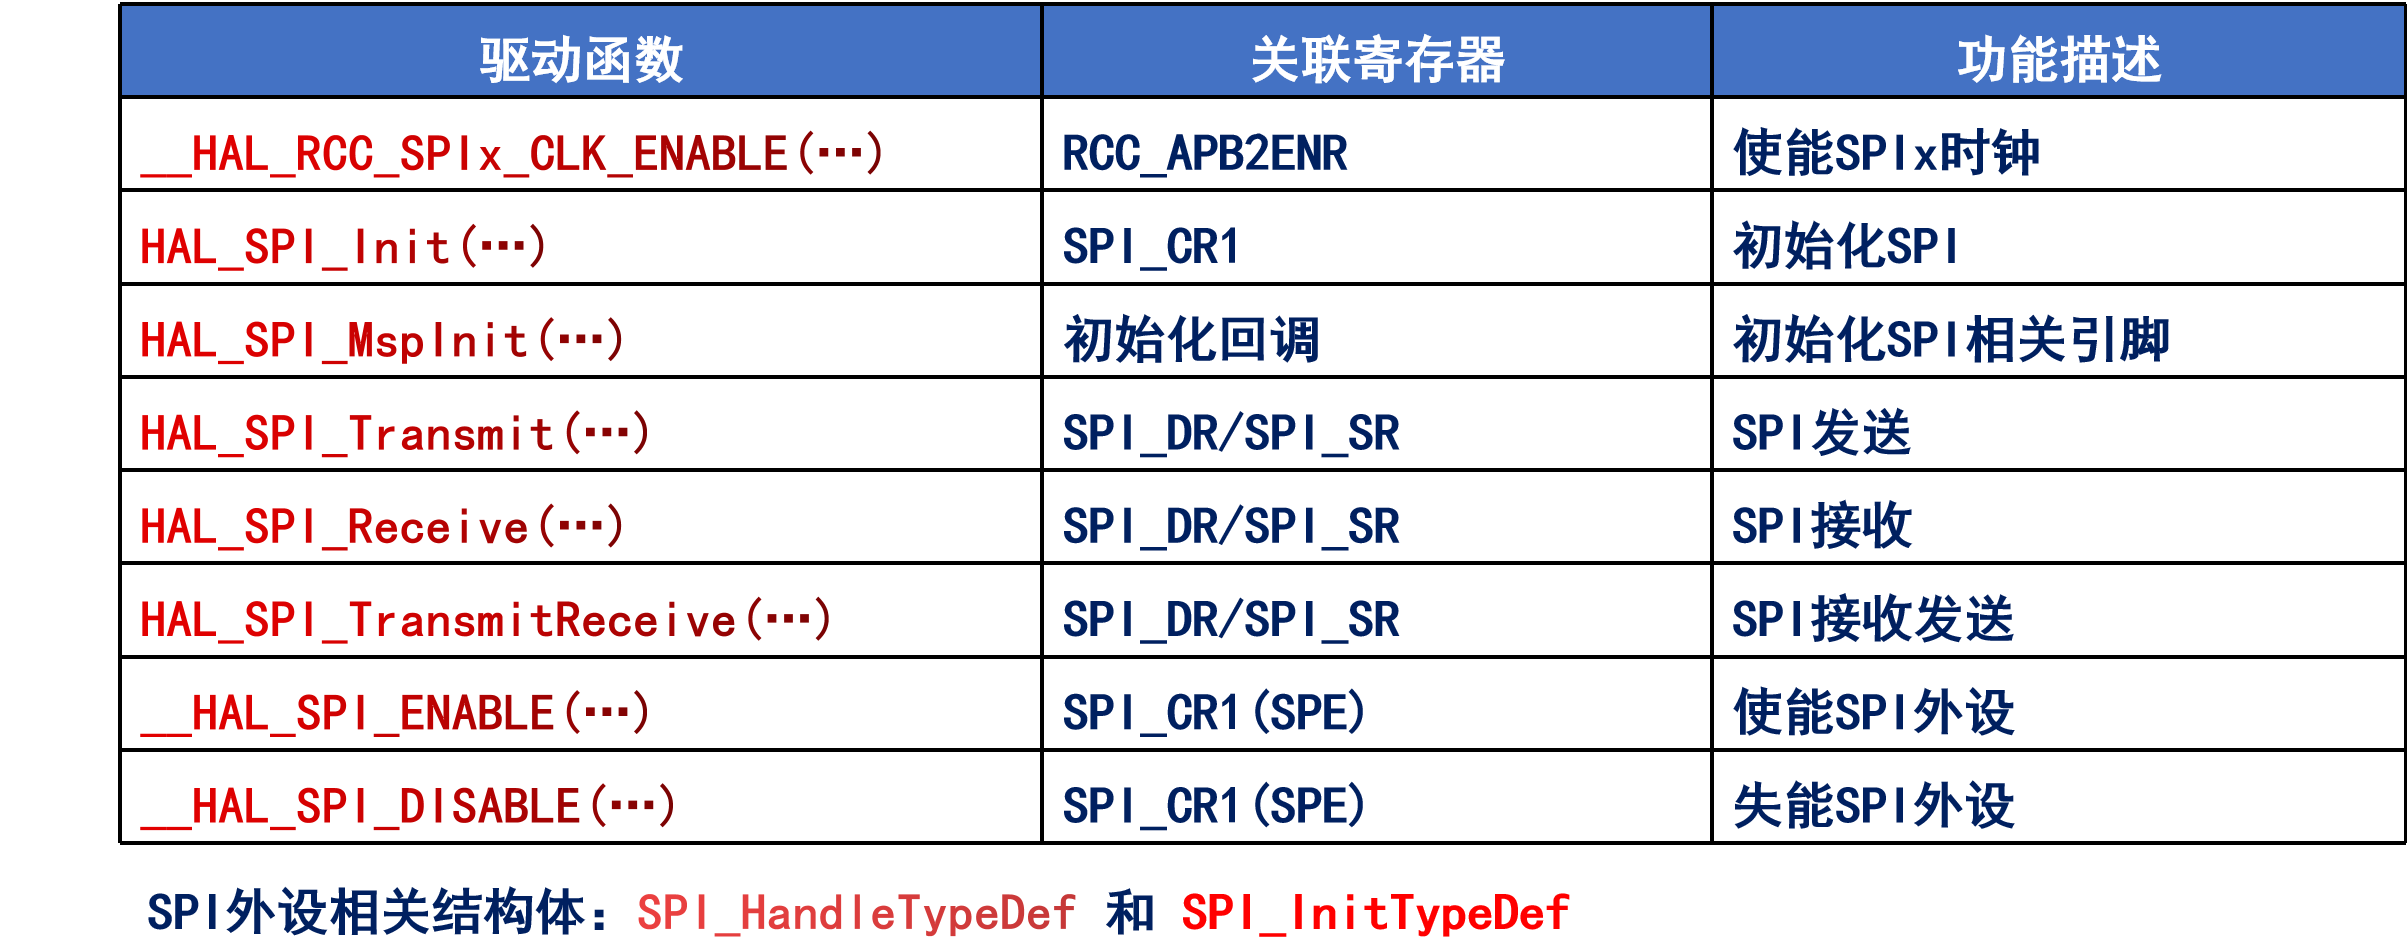 驱动函数 关联寄存器 功能描述
__HAL_RCC_SPIx_CLK_ENABLE(…) RCC_APB2ENR 使能SPIx时钟
HAL_SPI_Init(…) SPI_CR1 初始化SPI
HAL_SPI_MspInit(…) 初始化回调 初始化SPI相关引脚
HAL_SPI_Transmit(…) SPI_DR/SPI_SR SPI发送
HAL_SPI_Receive(…) SPI_DR/SPI_SR SPI接收
HAL_SPI_TransmitReceive(…) SPI_DR/SPI_SR SPI接收发送
__HAL_SPI_ENABLE(…) SPI_CR1(SPE) 使能SPI外设
__HAL_SPI_DISABLE(…) SPI_CR1(SPE) 失能SPI外设
SPI外设相关结构体：SPI_HandleTypeDef 和 SPI_InitTypeDef